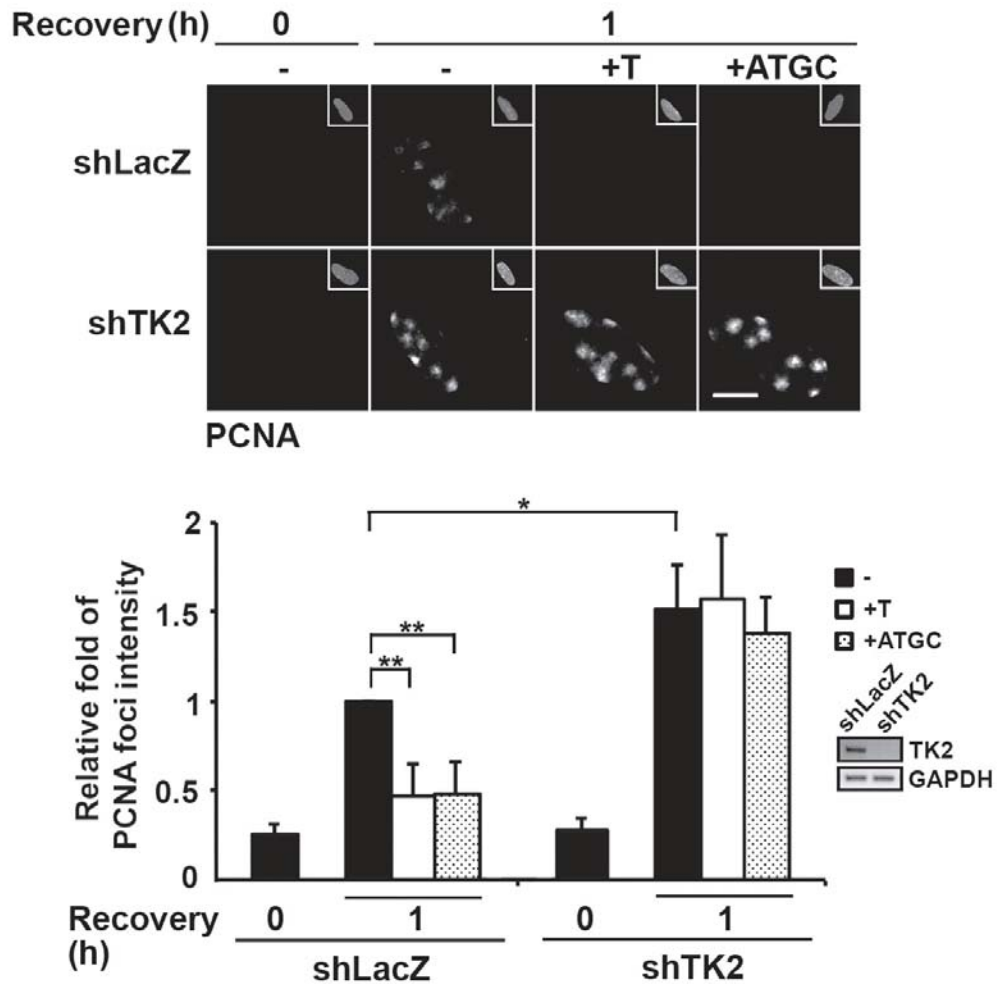 Recovery (h) 0 1
- - +T +ATGC
shLacZ
shTK2
PCNA
*
**
**
Relative fold of
PCNA foci intensity
2
1.5
1
0.5
0
-
+T
+ATGC
shLacZ
shTK2
TK2
GAPDH
Recovery
(h)
0 1 0 1
shLacZ shTK2